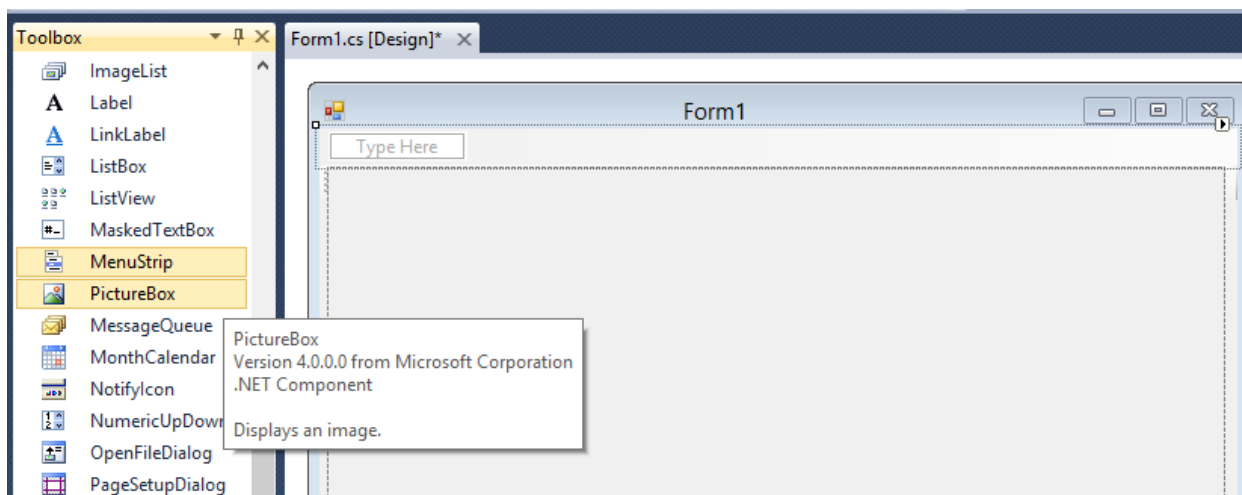 Toolbox
Form1.cs [Design]*
ImageList
Label
LinkLabel
ListBox
ListView
MaskedTextBox
MenuStrip
PictureBox
MessageQueue
MonthCalendar
NotifyIcon
NumericUpDown
OpenFileDialog
PageSetupDialog
PictureBox
Version 4.0.0.0 from Microsoft Corporation
.NET Component
Displays an image.
Form1
Type Here